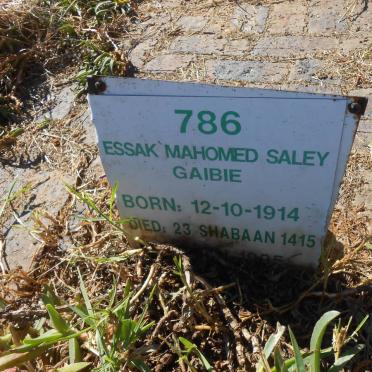 786
ESSAK MAHOMED SALEY
GAIBIE
BORN: 12-10-1914
DIED: 23 SHABAAN 1415